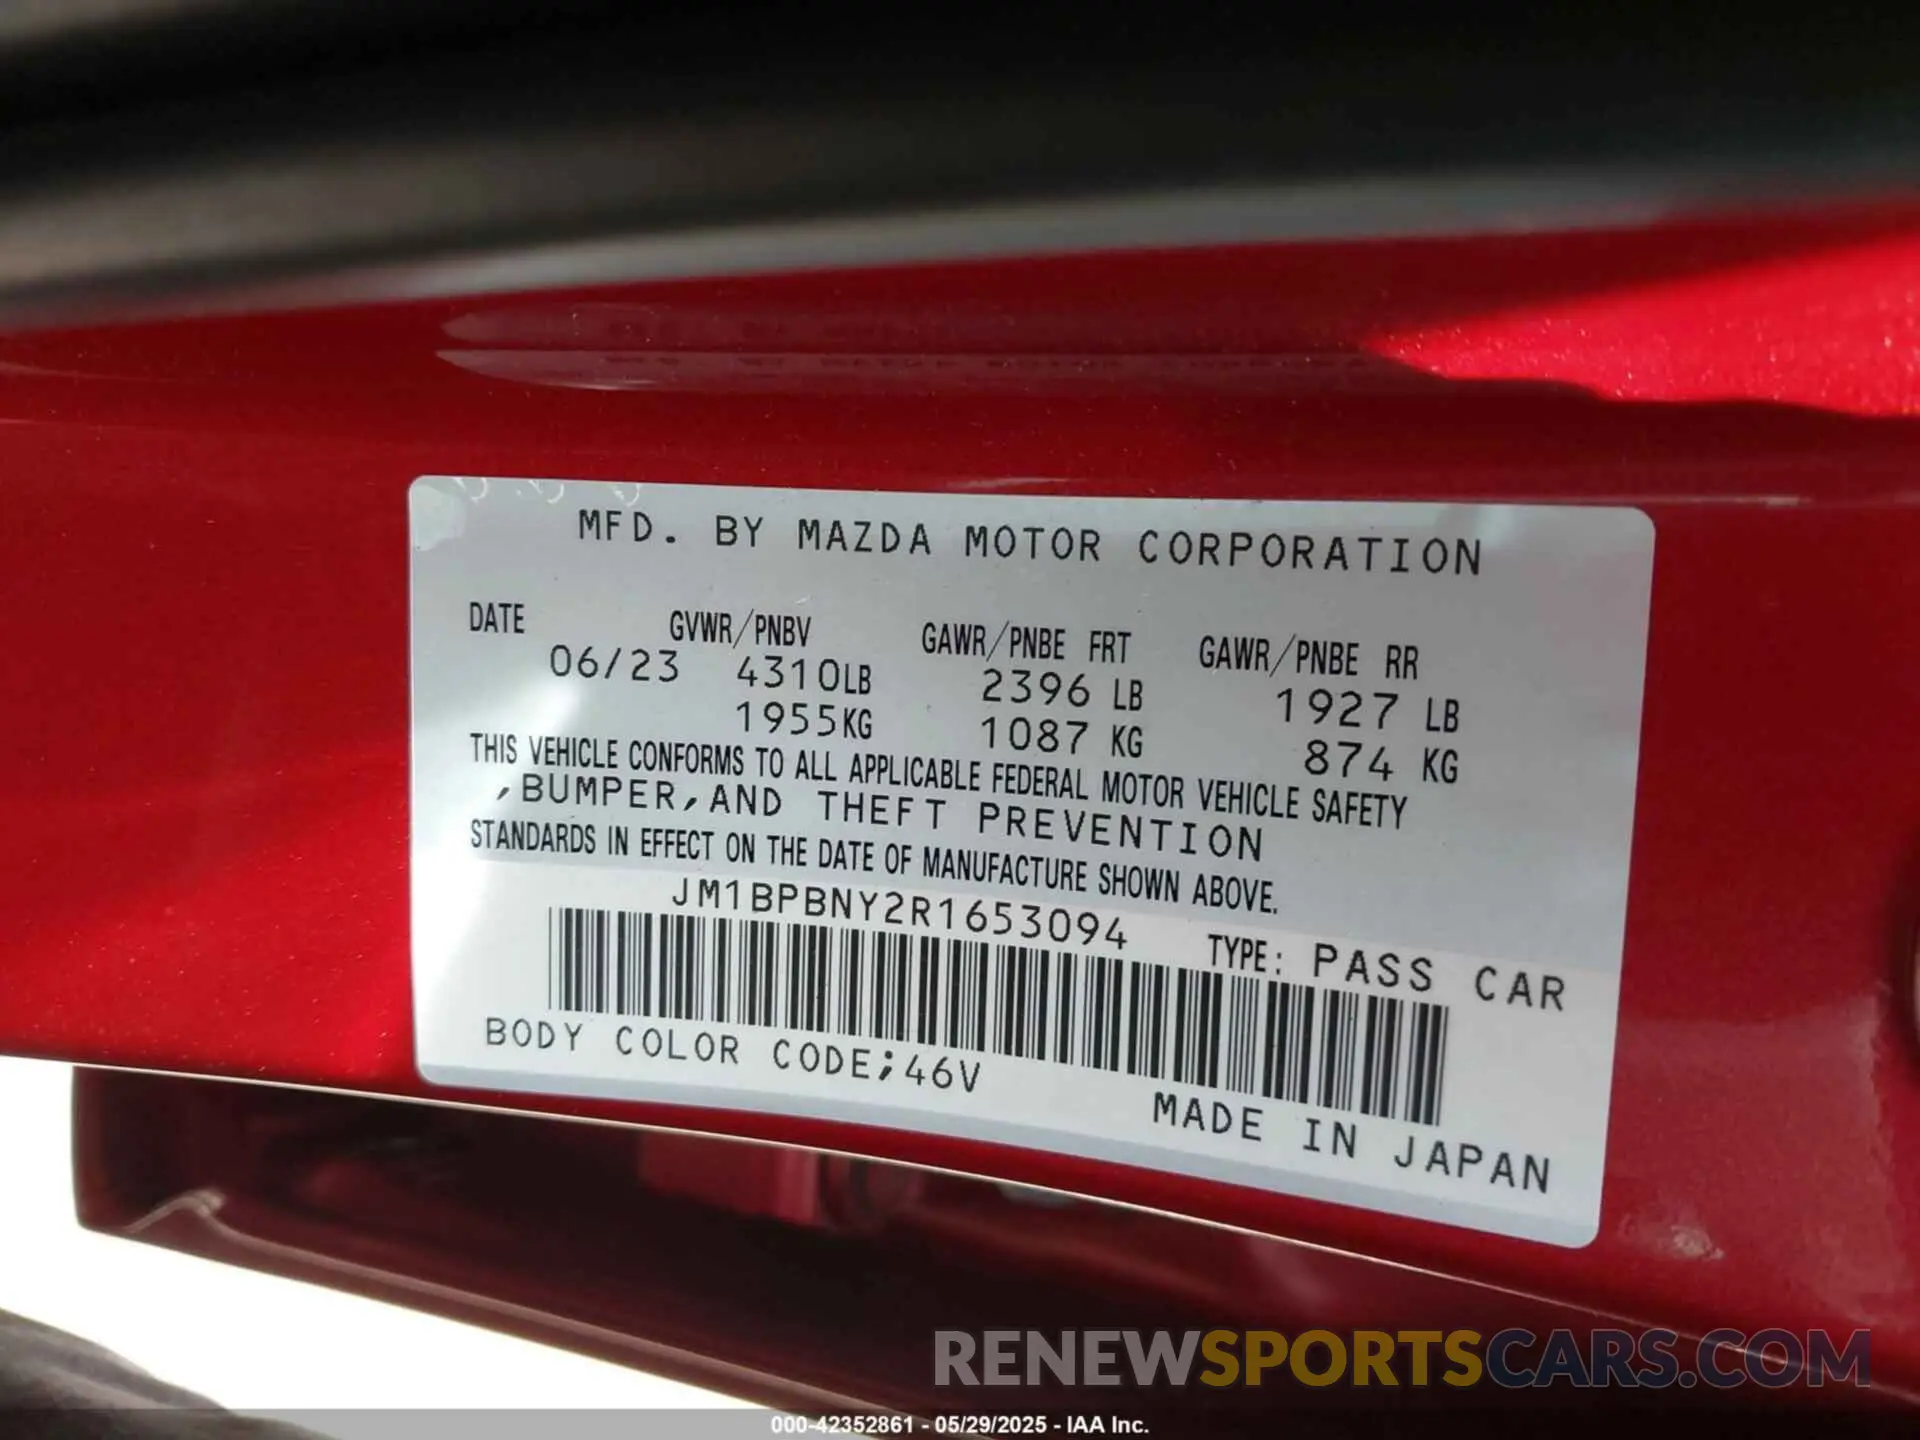 MFD. BY MAZDA MOTOR CORPORATION
DATE GVWR/PNBV GAWR/PNBE FRT GAWR/PNBE RR
06/23 4310LB 2396 LB 1927 LB
1955KG 1087 KG 874 KG
THIS VEHICLE CONFORMS TO ALL APPLICABLE FEDERAL MOTOR VEHICLE SAFETY
,BUMPER,AND THEFT PREVENTION
STANDARDS IN EFFECT ON THE DATE OF MANUFACTURE SHOWN ABOVE.
JM1BPBNY2R1653094 TYPE: PASS CAR
BODY COLOR CODE;46V
MADE IN JAPAN
RENEWSPORTSCARS.COM
000-42352861 - 05/29/2025 - IAA Inc.